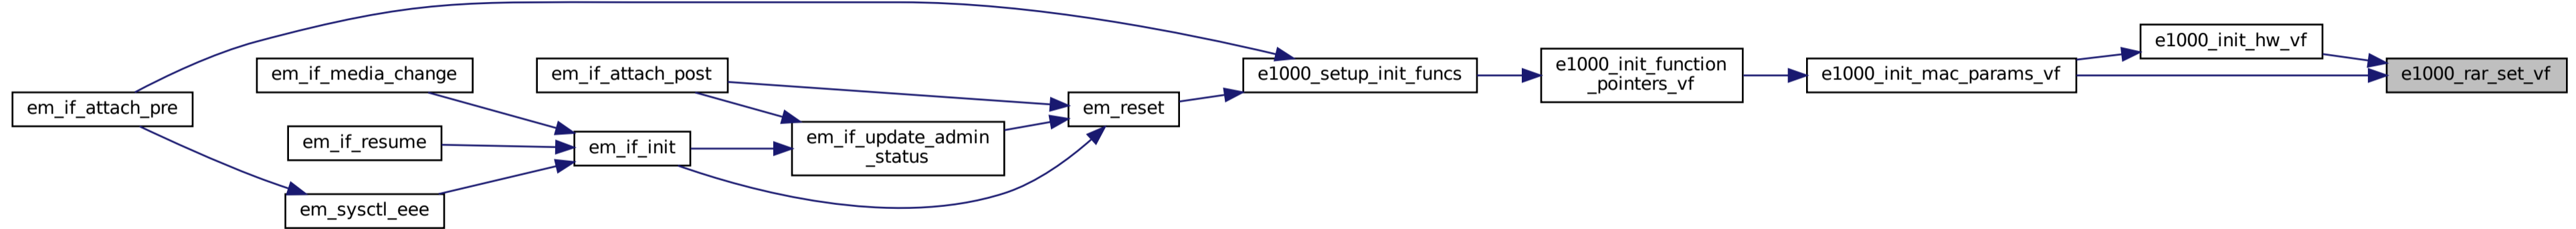 em_if_attach_pre
em_if_media_change
em_if_resume
em_sysctl_eee
em_if_attach_post
em_if_init
em_if_update_admin
_status
em_reset
e1000_setup_init_funcs
e1000_init_function
_pointers_vf
e1000_init_mac_params_vf
e1000_init_hw_vf
e1000_rar_set_vf